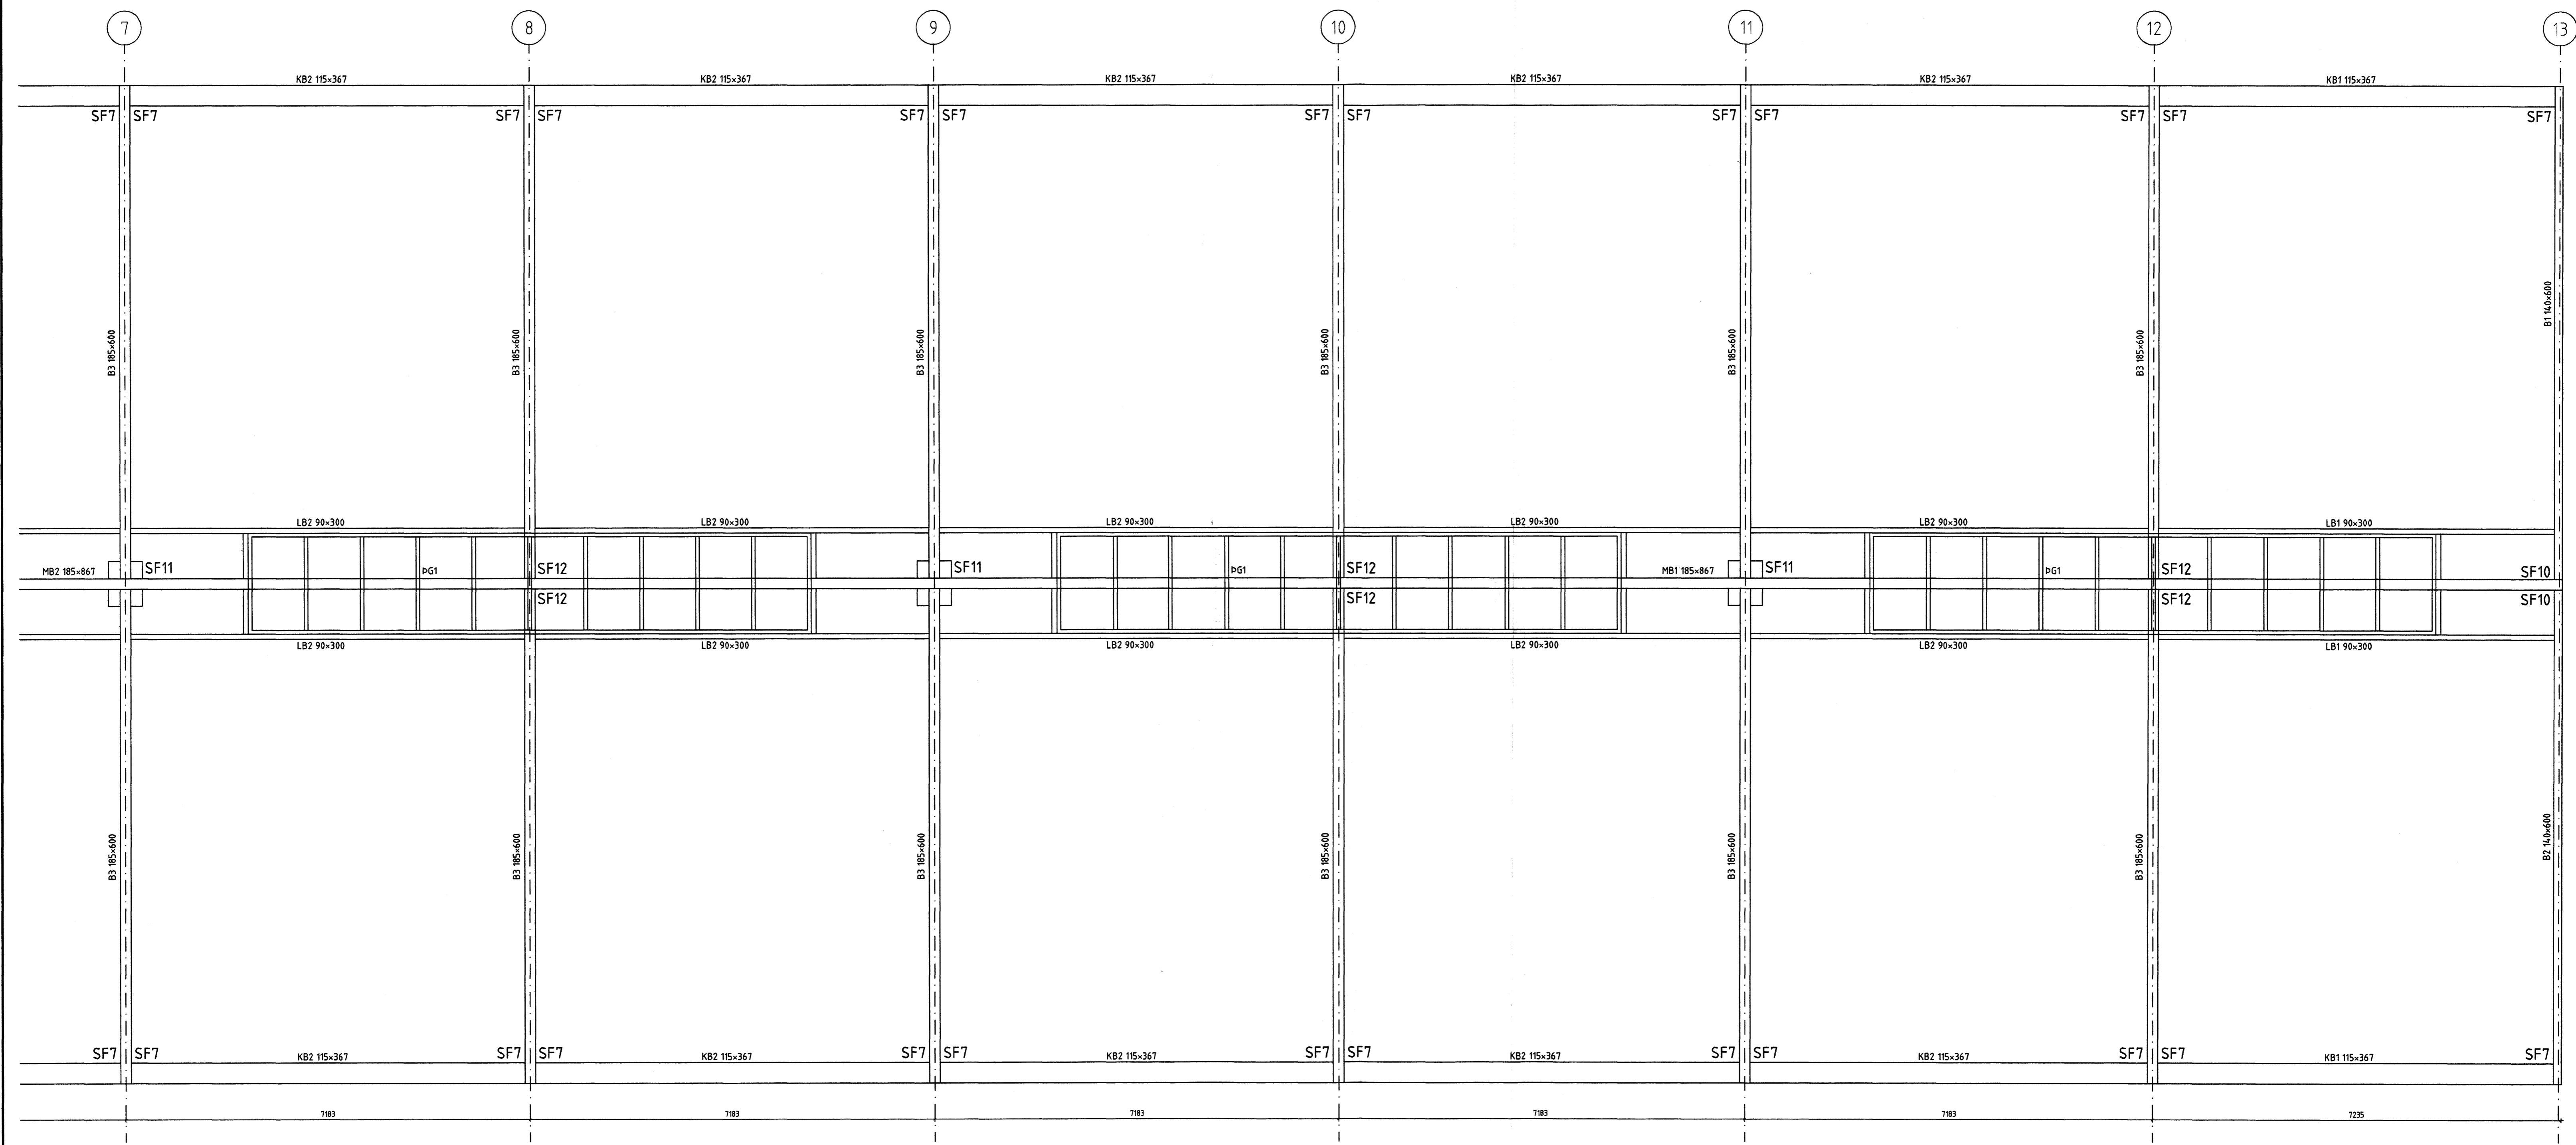 7 8 9 10 11 12 13
KB2 115×367 KB2 115×367 KB2 115×367 KB2 115×367 KB2 115×367 KB1 115×367
SF7 SF7 SF7 SF7 SF7 SF7 SF7 SF7 SF7 SF7 SF7 SF7 SF7
B3 185×600 B3 185×600 B3 185×600 B3 185×600 B3 185×600 B3 185×600 B1 140×600
LB2 90×300 LB2 90×300 LB2 90×300 LB2 90×300 LB2 90×300 LB1 90×300
MB2 185×867 SF11 ÞG1 SF12 SF11 ÞG1 SF12 MB1 185×867 SF11 ÞG1 SF12 SF10
SF12 SF12 SF12 SF10
LB2 90×300 LB2 90×300 LB2 90×300 LB2 90×300 LB2 90×300 LB1 90×300
B3 185×600 B3 185×600 B3 185×600 B3 185×600 B3 185×600 B3 185×600 B2 140×600
SF7 SF7 KB2 115×367 SF7 SF7 KB2 115×367 SF7 SF7 KB2 115×367 SF7 SF7 KB2 115×367 SF7 SF7 KB2 115×367 SF7 SF7 KB1 115×367 SF7
7183 7183 7183 7183 7183 7235